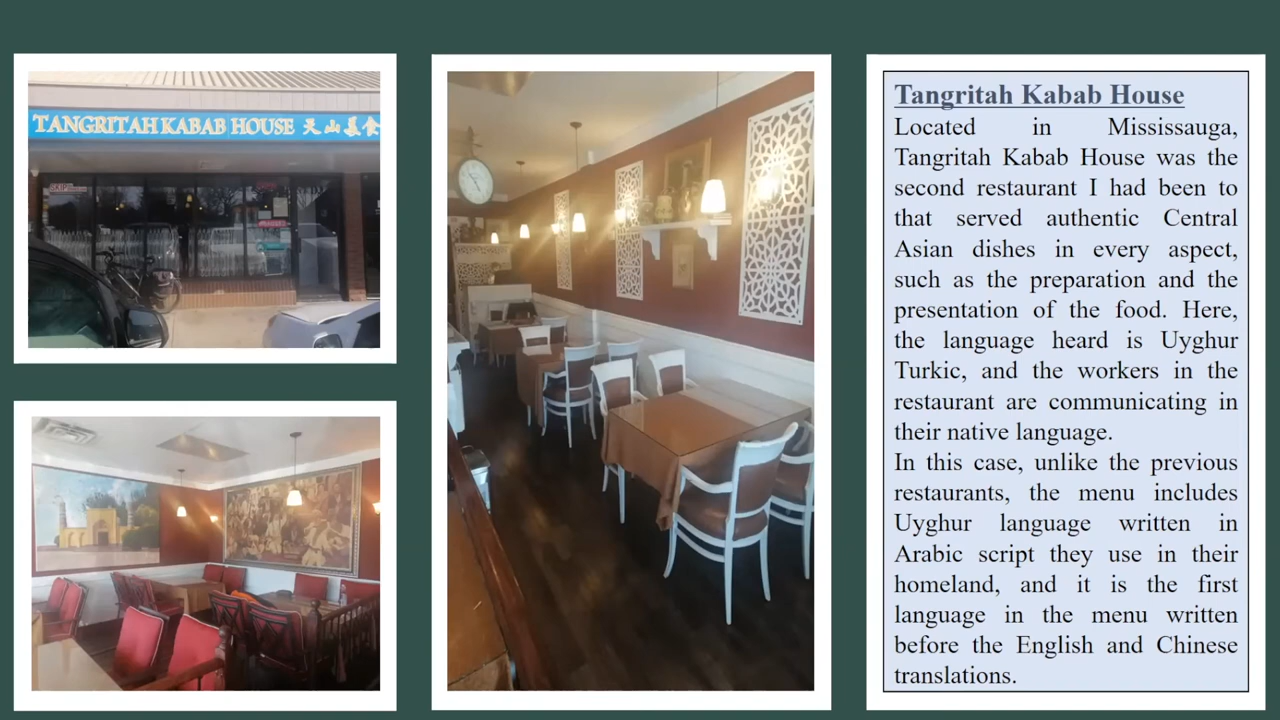 TANGRITAH KABAB HOUSE 天山美食
SKIP
Tangritah Kabab House
Located in Mississauga,
Tangritah Kabab House was the
second restaurant I had been to
that served authentic Central
Asian dishes in every aspect,
such as the preparation and the
presentation of the food. Here,
the language heard is Uyghur
Turkic, and the workers in the
restaurant are communicating in
their native language.
In this case, unlike the previous
restaurants, the menu includes
Uyghur language written in
Arabic script they use in their
homeland, and it is the first
language in the menu written
before the English and Chinese
translations.